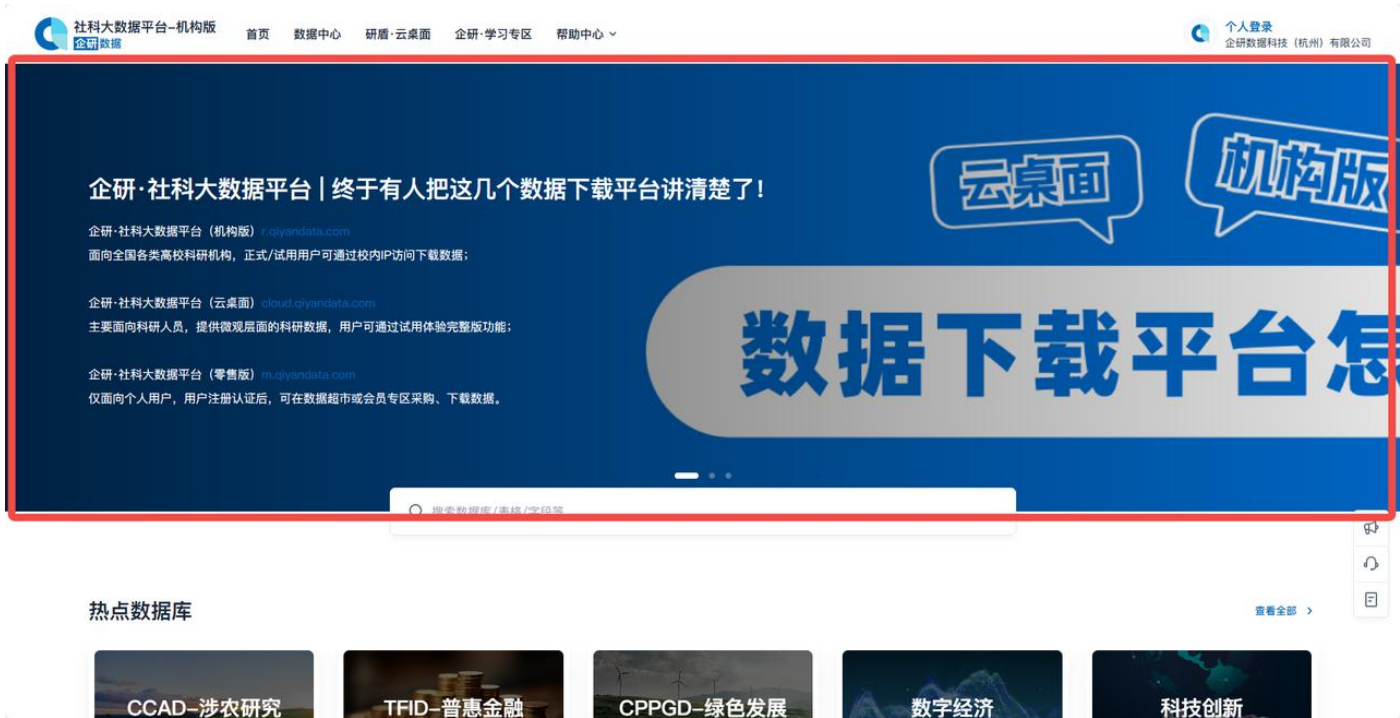 社科大数据平台-机构版
企研数据
首页 数据中心 研盾·云桌面 企研·学习专区 帮助中心
个人登录
企研数据科技（杭州）有限公司
企研·社科大数据平台 | 终于有人把这几个数据下载平台讲清楚了！
企研·社科大数据平台（机构版）r.qiyandata.com
面向全国各类高校科研机构，正式/试用用户可通过校内IP访问下载数据；
企研·社科大数据平台（云桌面）cloud.qiyandata.com
主要面向科研人员，提供微观层面的科研数据，用户可通过试用体验完整版功能；
企研·社科大数据平台（零售版）m.qiyandata.com
仅面向个人用户，用户注册认证后，可在数据超市或会员专区采购、下载数据。
云桌面
机构版
数据下载平台怎
搜索数据库/表格/字段等
热点数据库
查看全部
CCAD-涉农研究
TFID-普惠金融
CPPGD-绿色发展
数字经济
科技创新